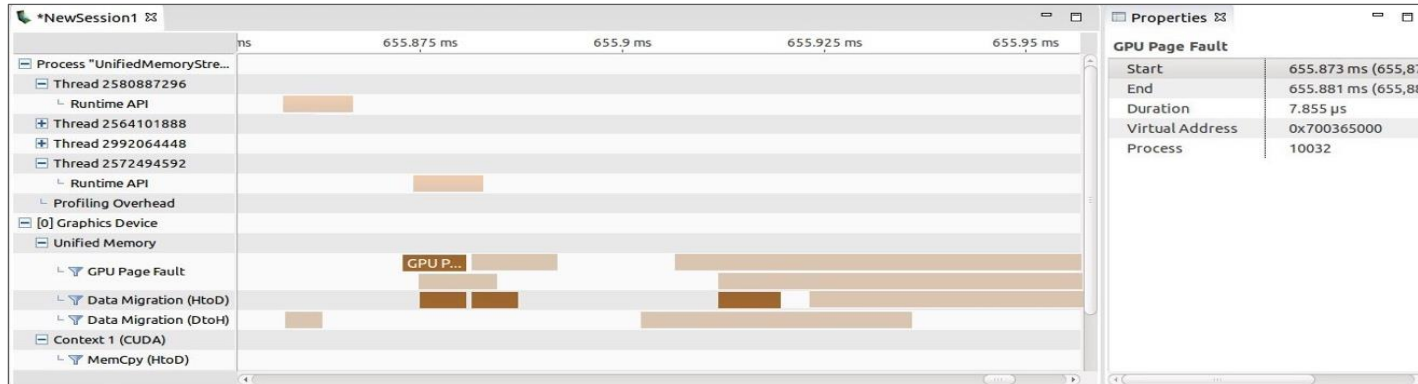 *NewSession1
ms 655.875 ms 655.9 ms 655.925 ms 655.95 ms
Process "UnifiedMemoryStre...
Thread 2580887296
Runtime API
Thread 2564101888
Thread 2992064448
Thread 2572494592
Runtime API
Profiling Overhead
[0] Graphics Device
Unified Memory
GPU Page Fault
GPU P...
Data Migration (HtoD)
Data Migration (DtoH)
Context 1 (CUDA)
MemCpy (HtoD)
Properties
GPU Page Fault
Start 655.873 ms (655,87
End 655.881 ms (655,88
Duration 7.855 µs
Virtual Address 0x700365000
Process 10032